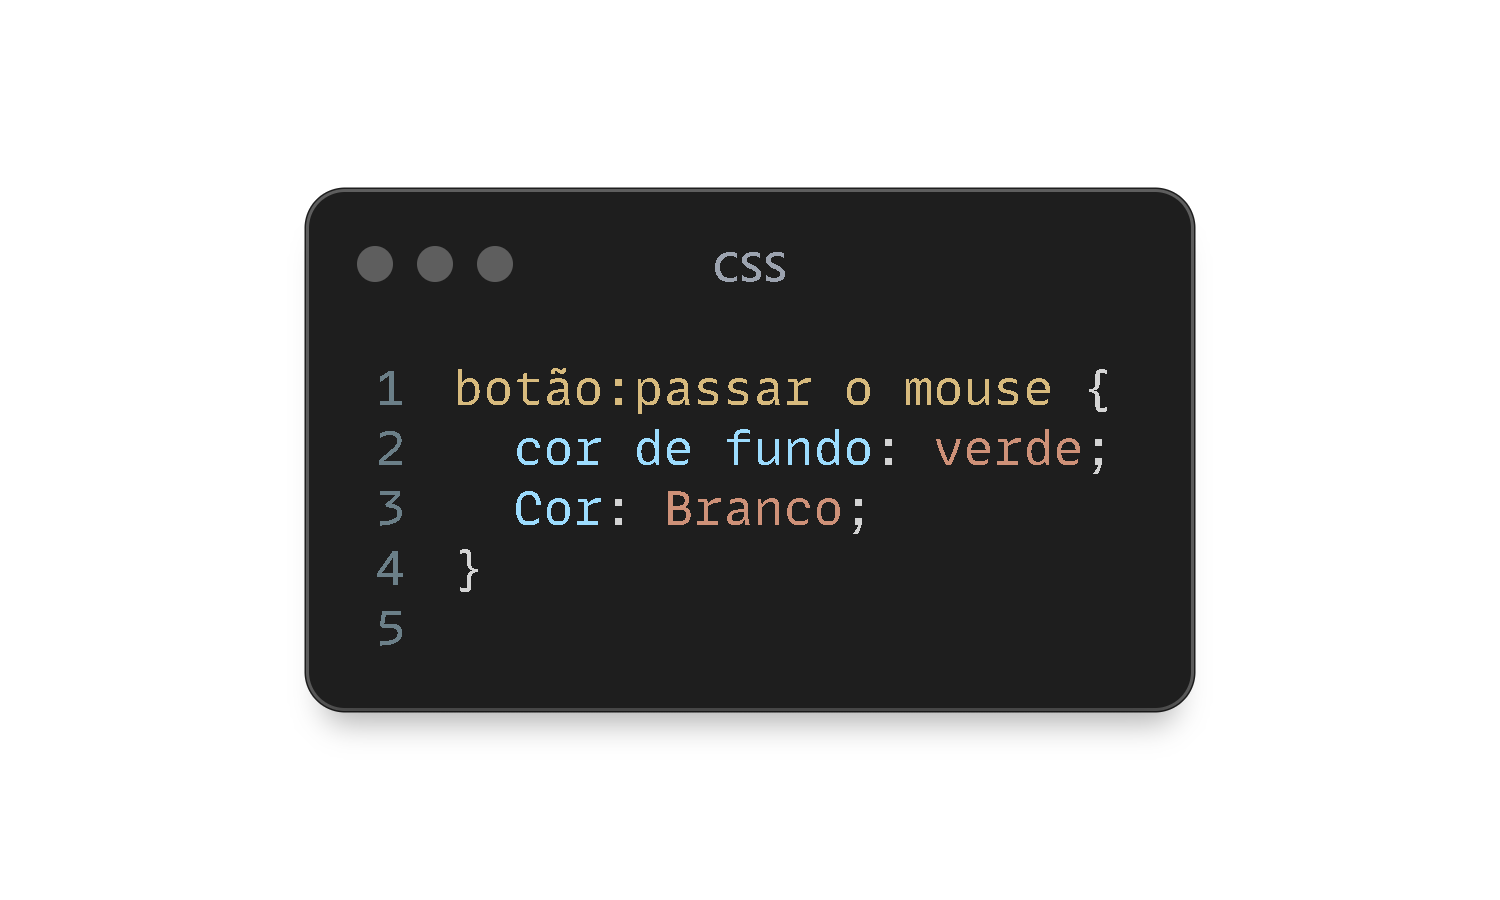 CSS
1 botão:passar o mouse {
2 cor de fundo: verde;
3 Cor: Branco;
4 }
5